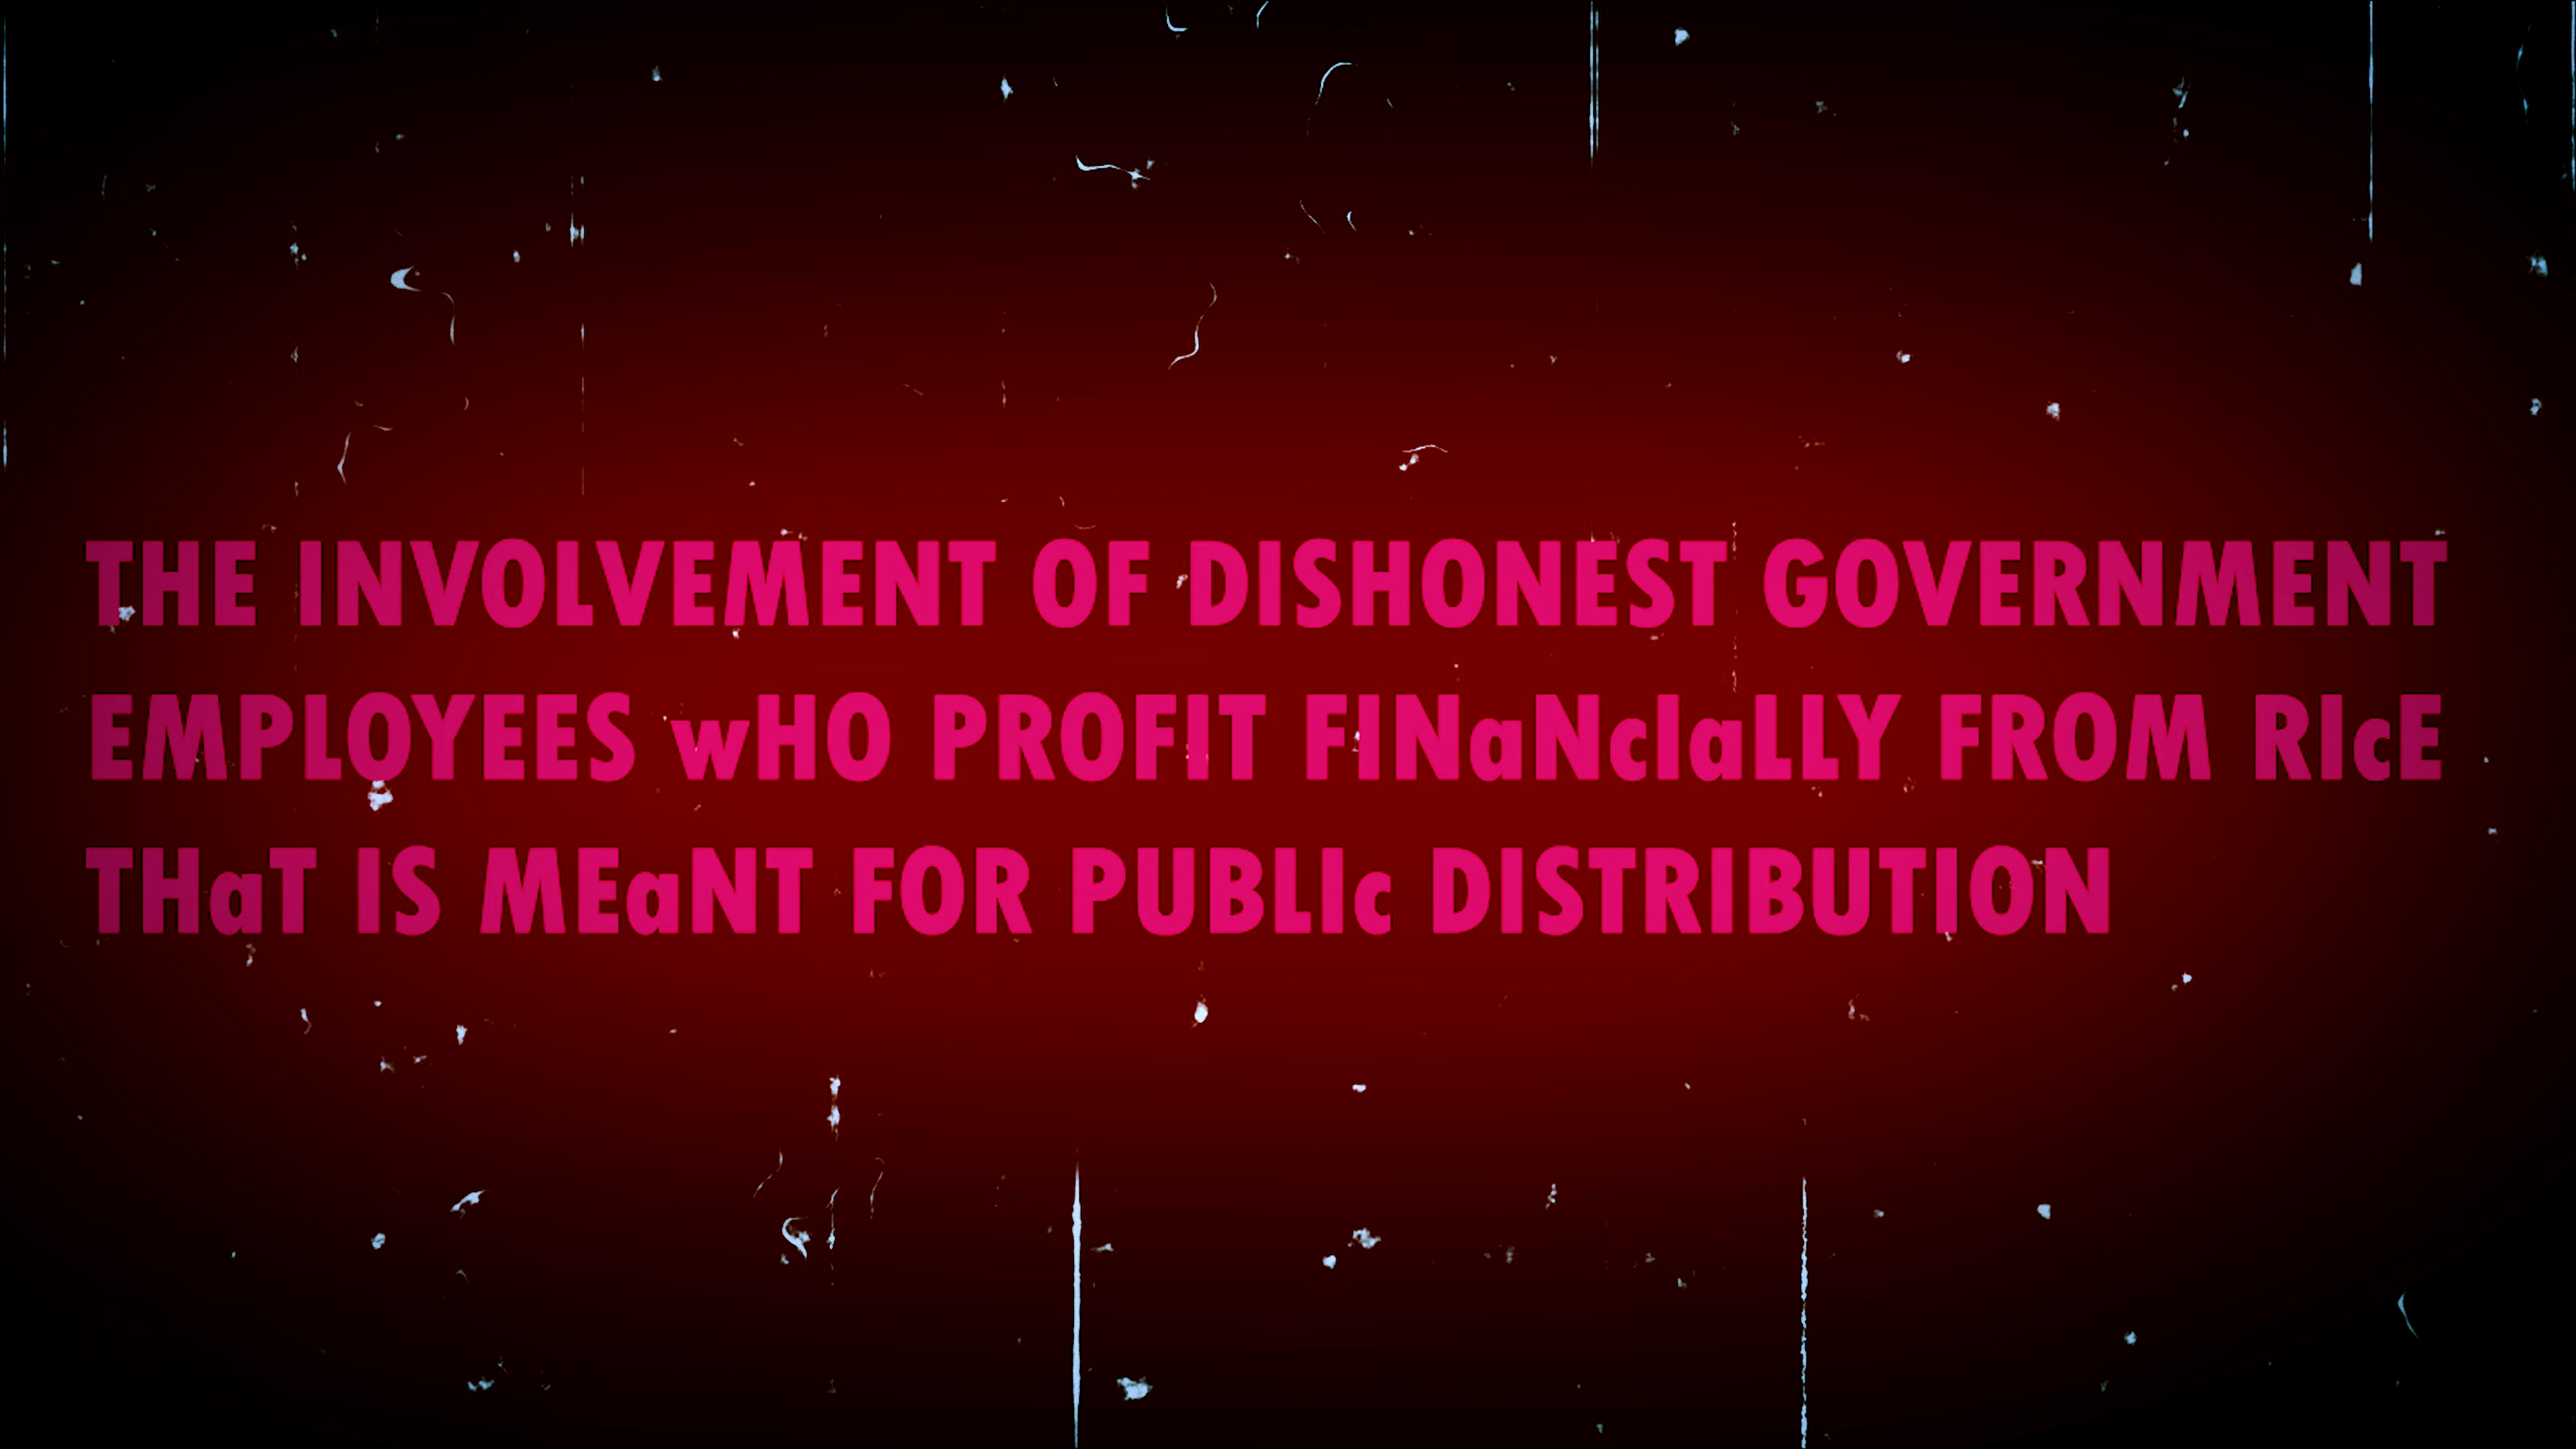 THE INVOLVEMENT OF DISHONEST GOVERNMENT
EMPLOYEES wHO PROFIT FINaNcIaLLY FROM RIcE
THaT IS MEaNT FOR PUBLIc DISTRIBUTION